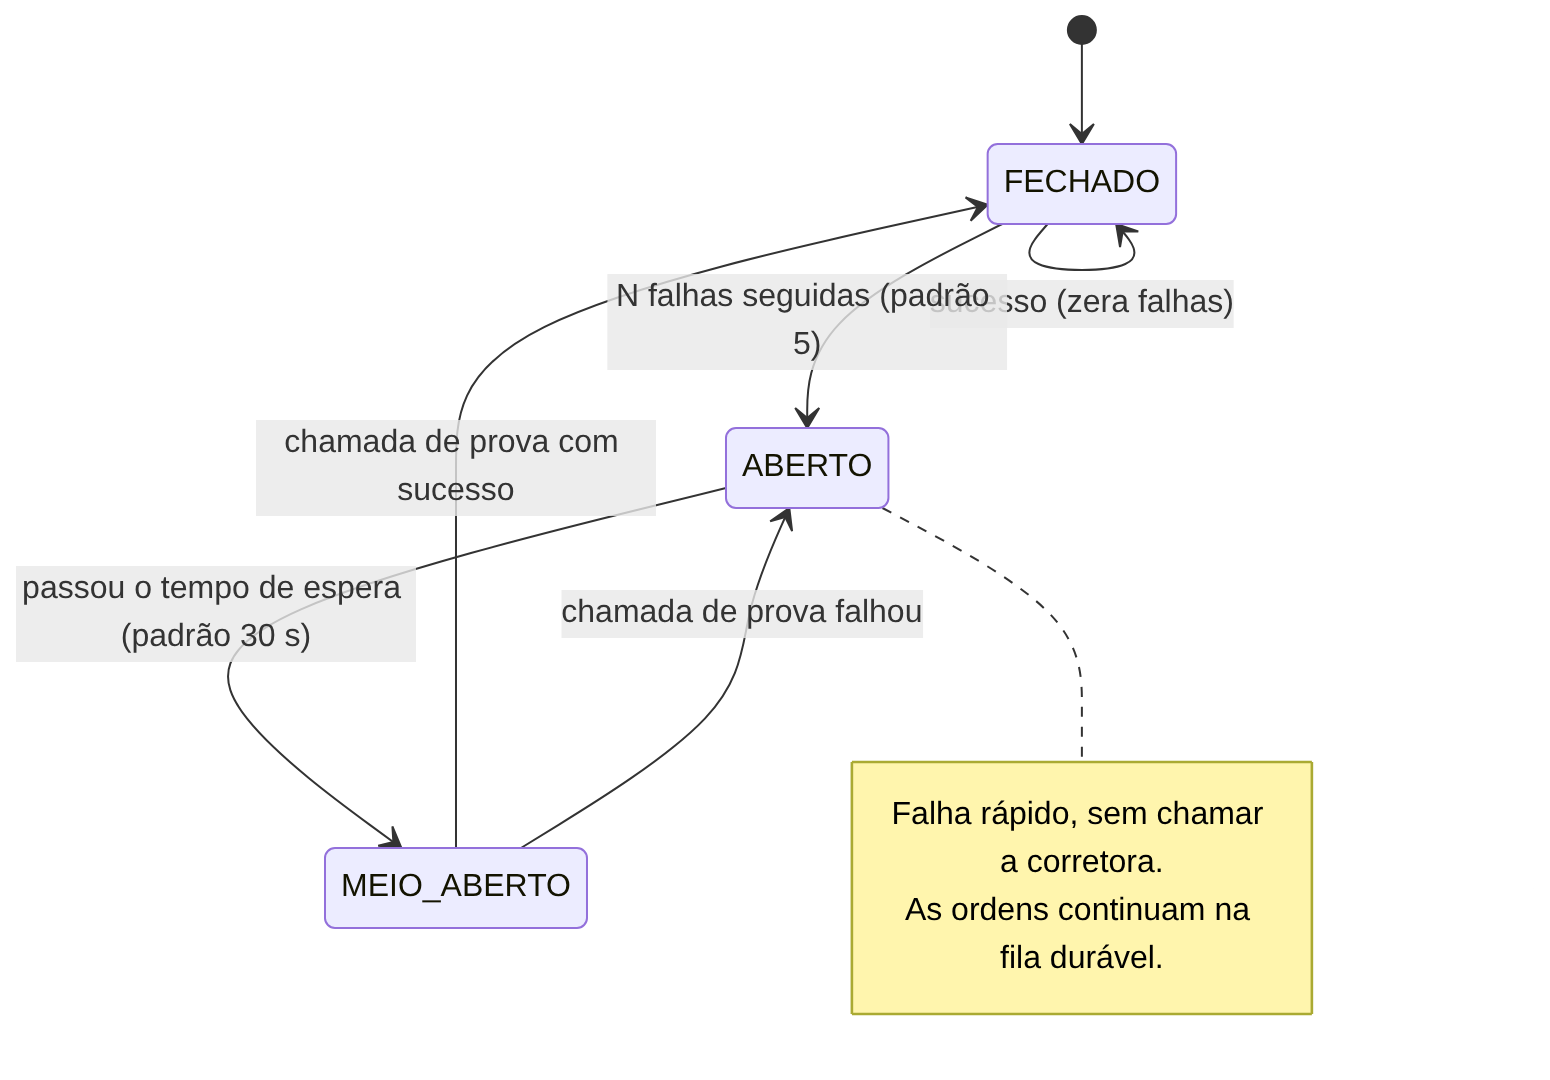 FECHADO
N falhas seguidas (padrão
5)
sucesso (zera falhas)
chamada de prova com
sucesso
ABERTO
passou o tempo de espera
(padrão 30 s)
chamada de prova falhou
MEIO_ABERTO
Falha rápido, sem chamar
a corretora.
As ordens continuam na
fila durável.